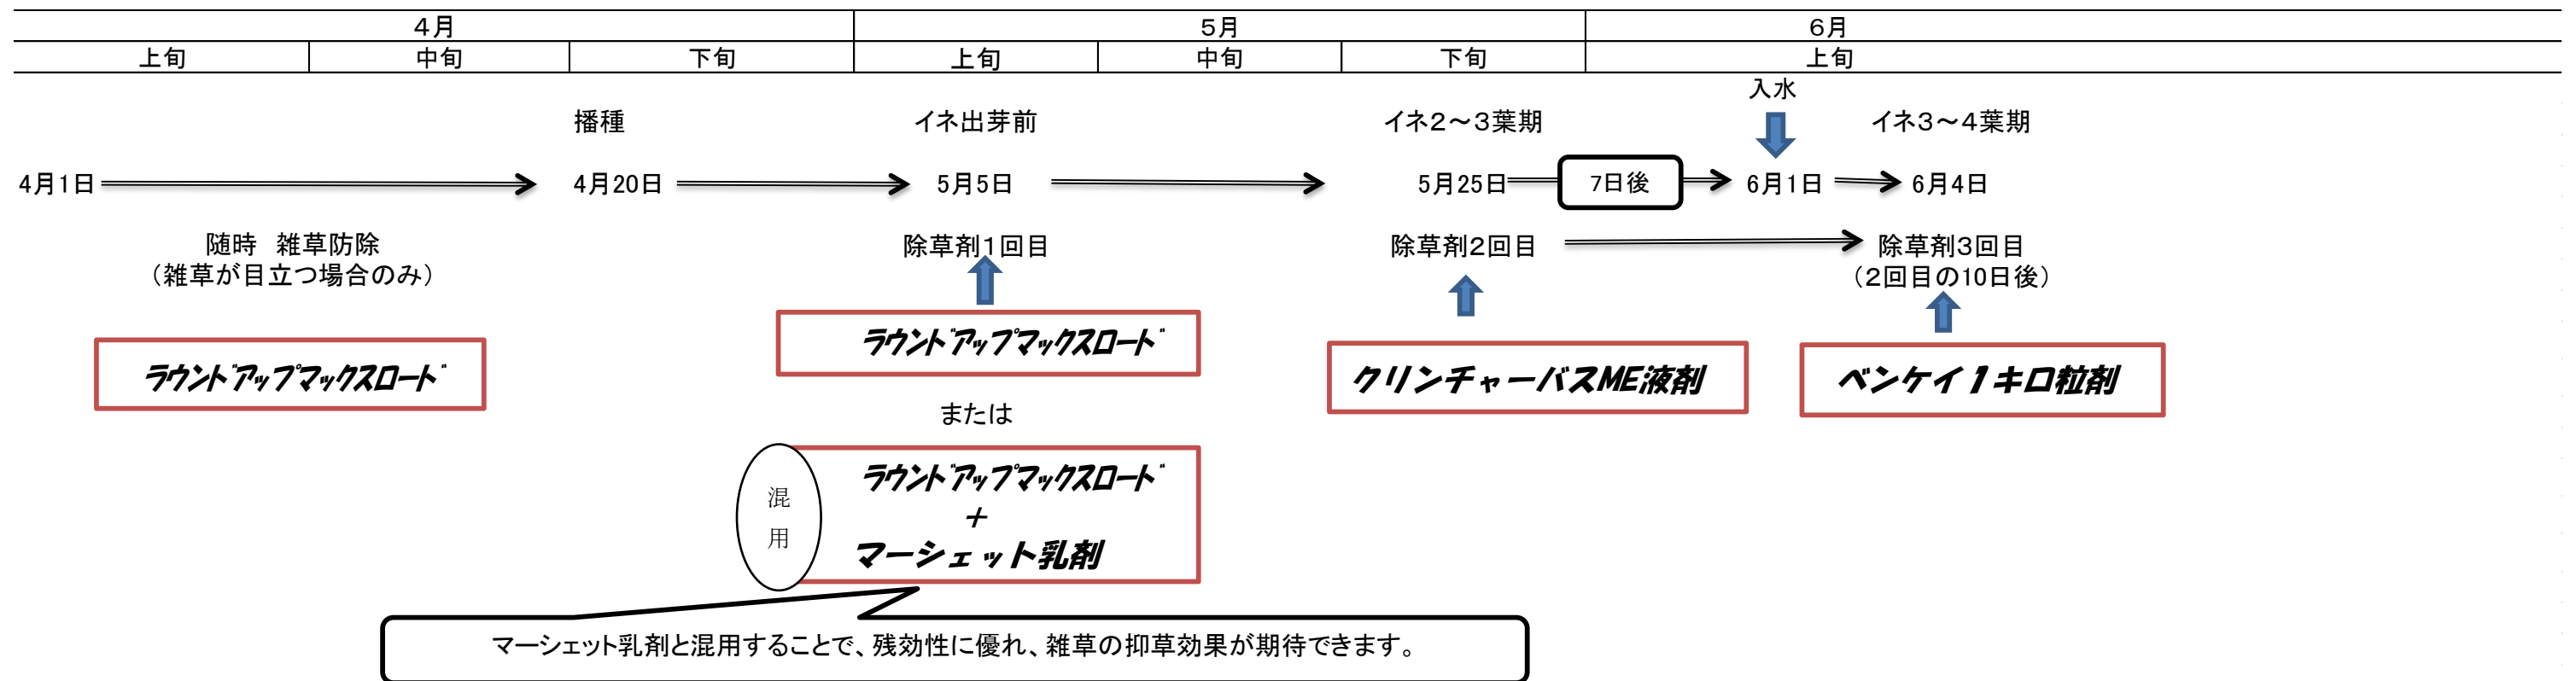 ４月 ５月 ６月
上旬 中旬 下旬 上旬 中旬 下旬 上旬
入水
播種 イネ出芽前 イネ２～３葉期 イネ３～４葉期
4月1日 4月20日 5月5日 5月25日 7日後 6月1日 6月4日
随時　雑草防除 除草剤１回目 除草剤２回目 除草剤３回目
（雑草が目立つ場合のみ） （２回目の10日後）
ラウンドアップマックスロード
ラウンドアップマックスロード クリンチャーバスME液剤 ベンケイ１キロ粒剤
または
混用
ラウンドアップマックスロード
＋
マーシェット乳剤
マーシェット乳剤と混用することで、残効性に優れ、雑草の抑草効果が期待できます。